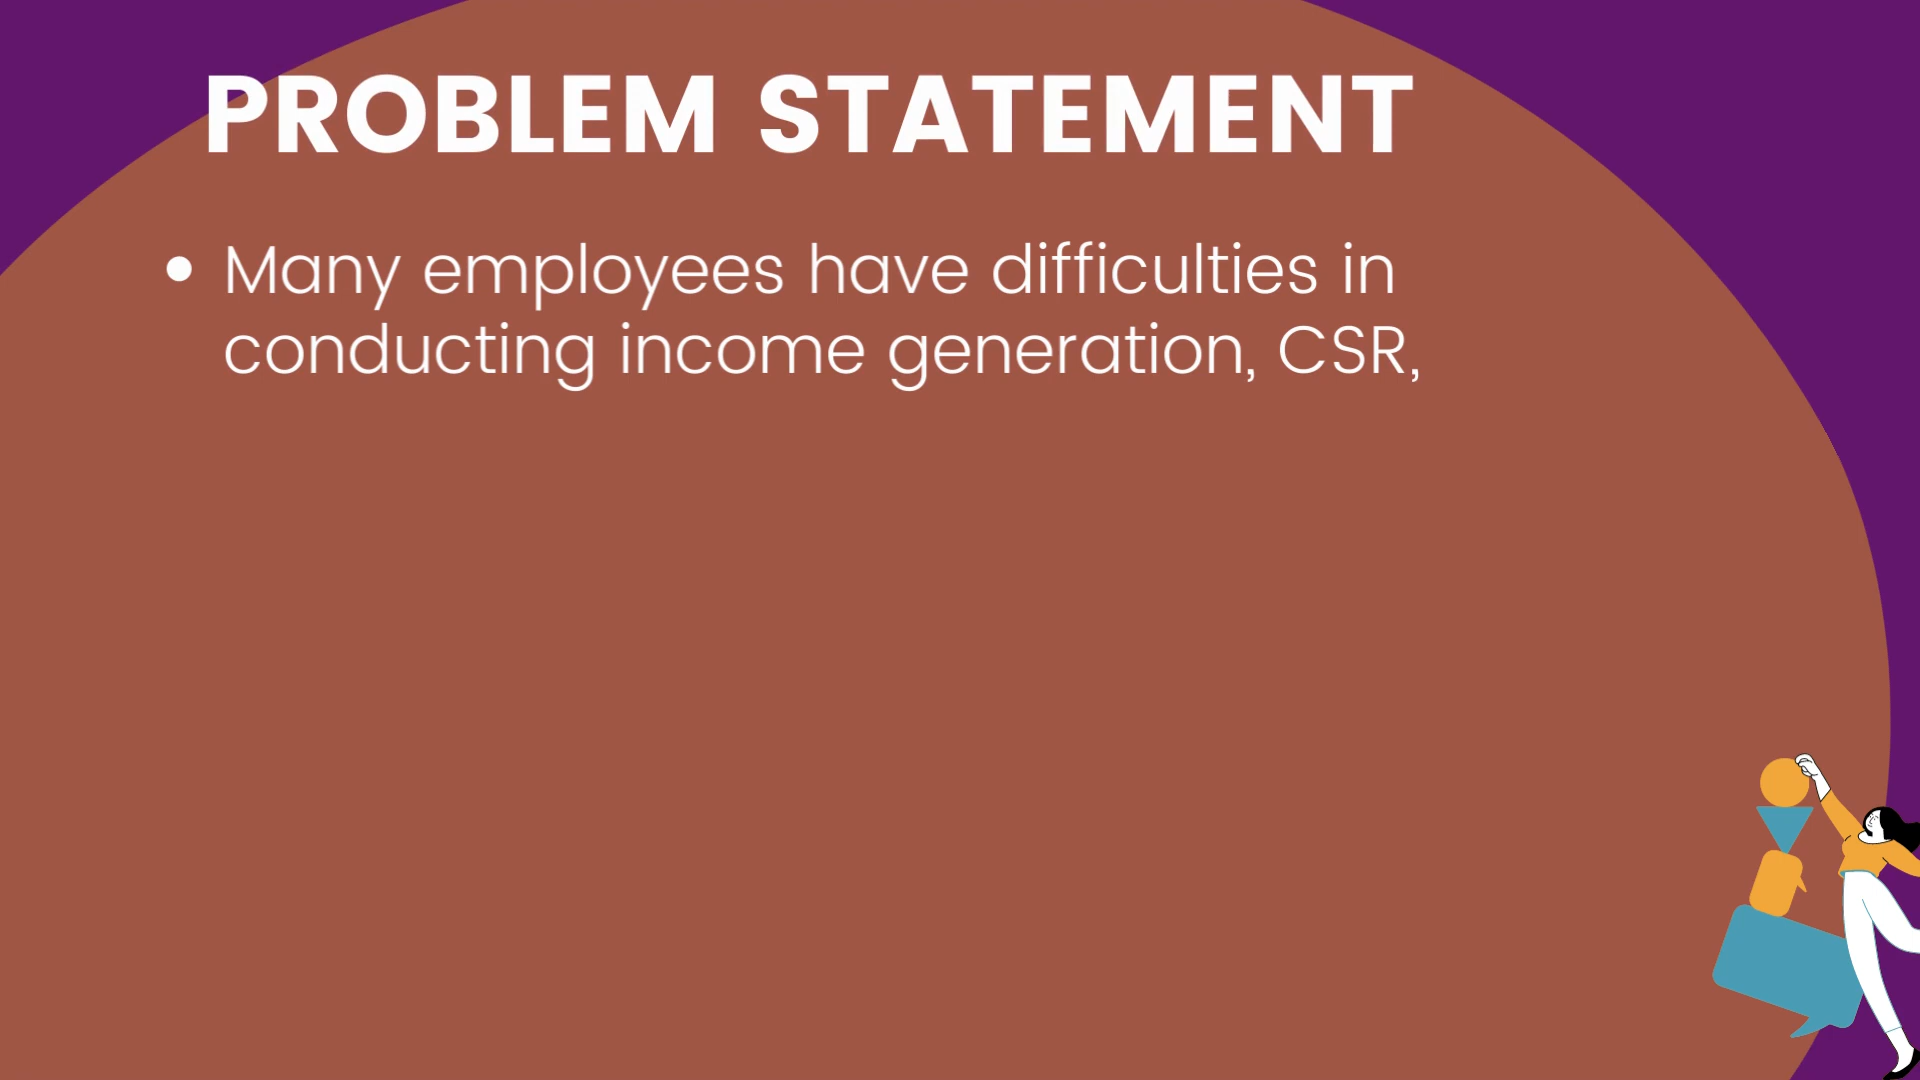 PROBLEM STATEMENT
• Many employees have difficulties in
conducting income generation, CSR,